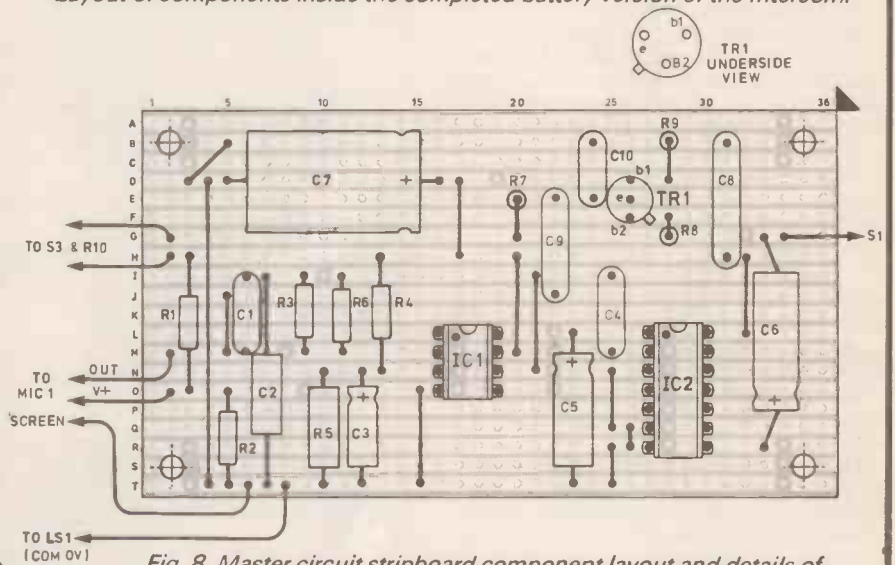 Layout of components inside the completed battery version of the intercom.
b1
e
B2
TR1
UNDERSIDE
VIEW
1 5 10 15 20 25 30 36
A
B
C
D
E
F
G
H
I
J
K
L
M
N
O
P
Q
R
S
T
C7
+
R7
C10
b1
e
TR1
b2
R9
R8
C8
C9
S1
TO S3 & R10
R1
C1
R3
R6
R4
C4
C6
+
IC1
IC2
OUT
TO
MIC 1
V+
SCREEN
C2
R2
R5
+
C3
+
C5
TO LS1
(COM 0V)
Fig. 8. Master circuit stripboard component layout and details of